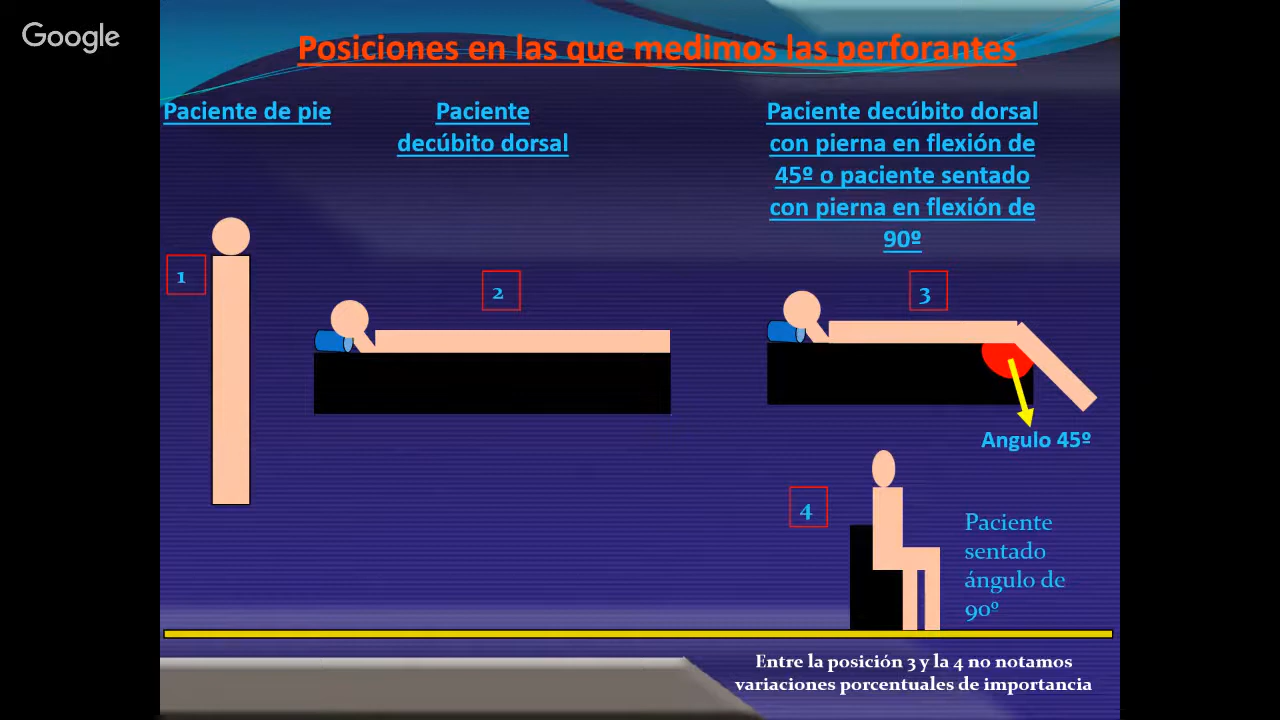 Google
Posiciones en las que medimos las perforantes
Paciente de pie
Paciente
decúbito dorsal
Paciente decúbito dorsal
con pierna en flexión de
45º o paciente sentado
con pierna en flexión de
90º
1
2
3
Angulo 45º
4
Paciente
sentado
ángulo de
90º
Entre la posición 3 y la 4 no notamos
variaciones porcentuales de importancia